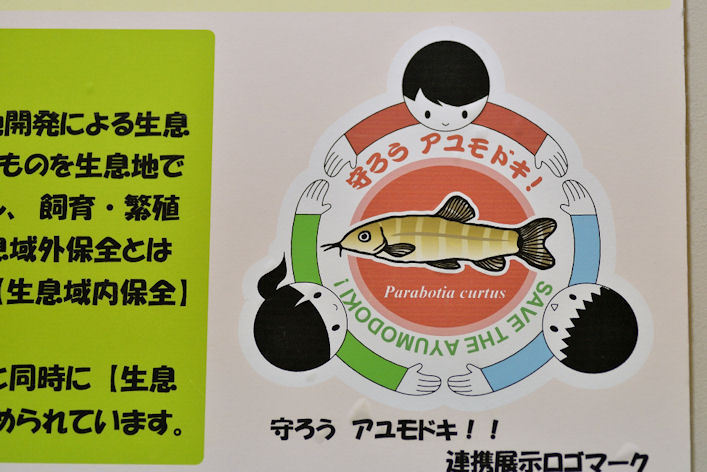 開発による生息
ものを生息地で
、飼育・繁殖
息域外保全とは
【生息域内保全】
と同時に【生息
められています。
守ろう アユモドキ!
Parabotia curtus
SAVE THE AYUMODOKI!
守ろう アユモドキ！！
連携展示ロゴマーク